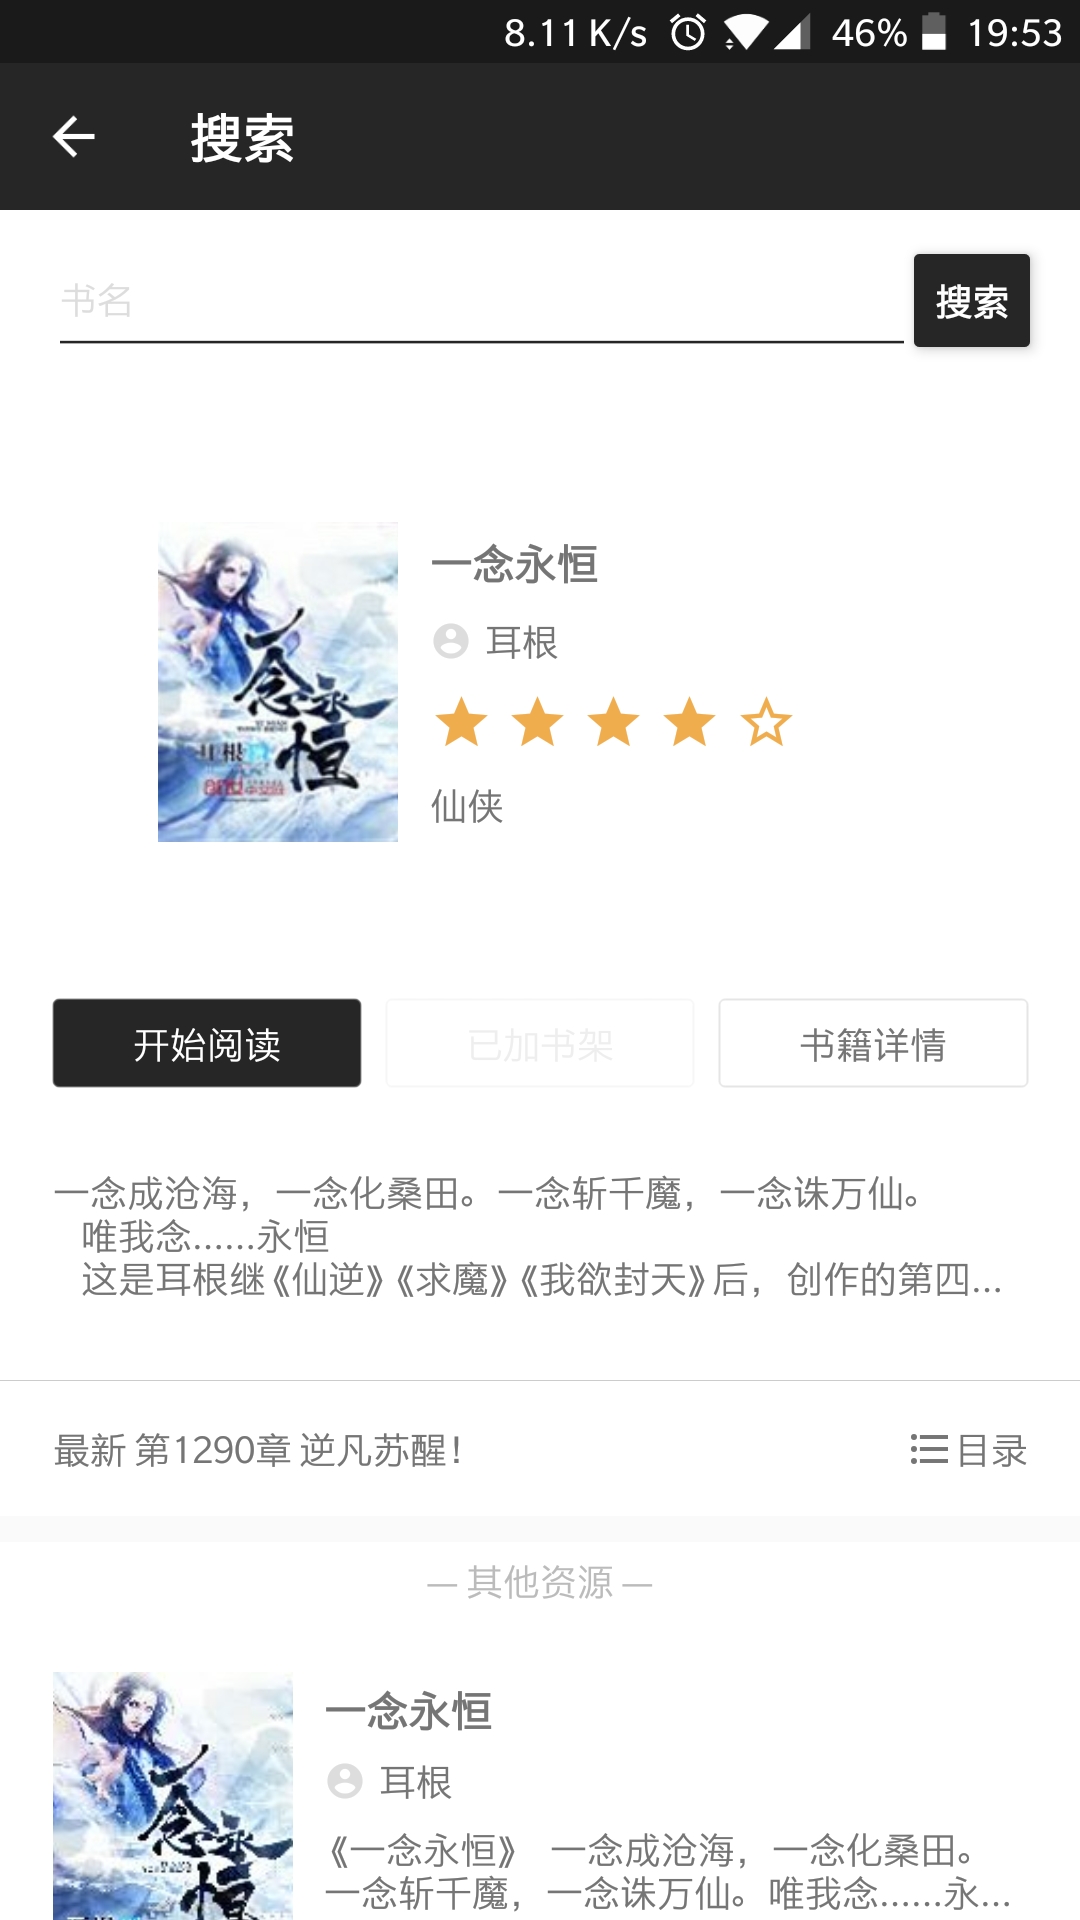 8.11 K/s 46% 19:53
搜索
书名
搜索
一念永恒
耳根
一念永恒
耳根
仙侠
开始阅读 已加书架 书籍详情
一念成沧海，一念化桑田。一念斩千魔，一念诛万仙。
唯我念......永恒
这是耳根继《仙逆》《求魔》《我欲封天》后，创作的第四...
最新 第1290章 逆凡苏醒！
目录
— 其他资源 —
一念永恒
一念永恒
耳根
《一念永恒》 一念成沧海，一念化桑田。
一念斩千魔，一念诛万仙。唯我念......永...